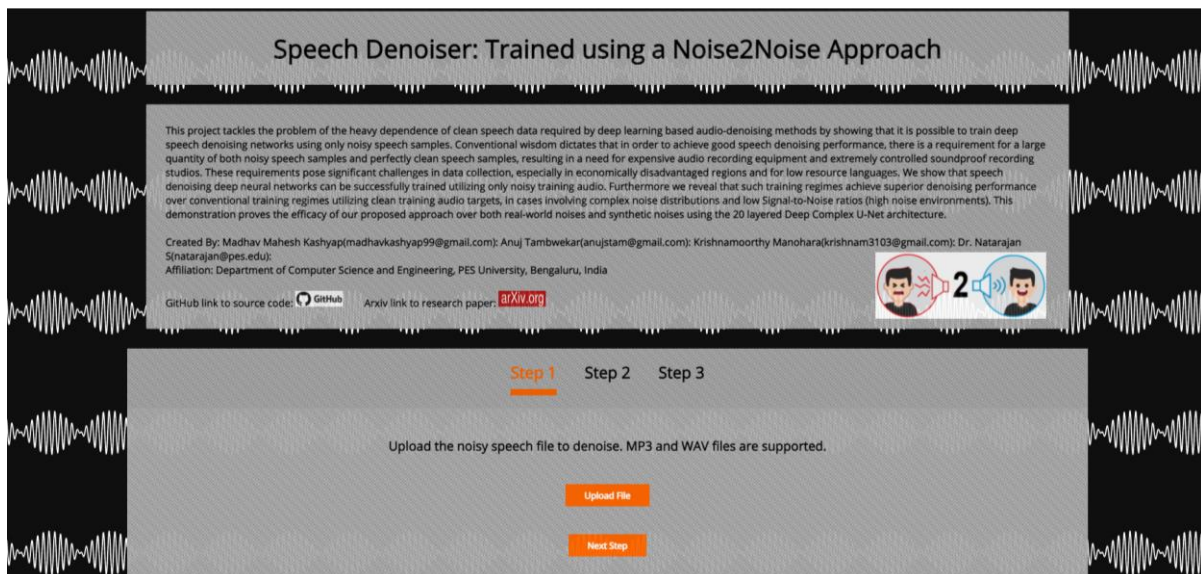 Speech Denoiser: Trained using a Noise2Noise Approach
This project tackles the problem of the heavy dependence of clean speech data required by deep learning based audio-denoising methods by showing that it is possible to train deep
speech denoising networks using only noisy speech samples. Conventional wisdom dictates that in order to achieve good speech denoising performance, there is a requirement for a large
quantity of both noisy speech samples and perfectly clean speech samples, resulting in a need for expensive audio recording equipment and extremely controlled soundproof recording
studios. These requirements pose significant challenges in data collection, especially in economically disadvantaged regions and for low resource languages. We show that speech
denoising deep neural networks can be successfully trained utilizing only noisy training audio. Furthermore we reveal that such training regimes achieve superior denoising performance
over conventional training regimes utilizing clean training audio targets, in cases involving complex noise distributions and low Signal-to-Noise ratios (high noise environments). This
demonstration proves the efficacy of our proposed approach over both real-world noises and synthetic noises using the 20 layered Deep Complex U-Net architecture.
Created By: Madhav Mahesh Kashyap(madhavkashyap99@gmail.com): Anuj Tambwekar(anujstam@gmail.com): Krishnamoorthy Manohara(krishnam3103@gmail.com): Dr. Natarajan
S(natarajan@pes.edu):
Affiliation: Department of Computer Science and Engineering, PES University, Bengaluru, India
GitHub link to source code: GitHub Arxiv link to research paper: arXiv.org
2
Step 1 Step 2 Step 3
Upload the noisy speech file to denoise. MP3 and WAV files are supported.
Upload File
Next Step